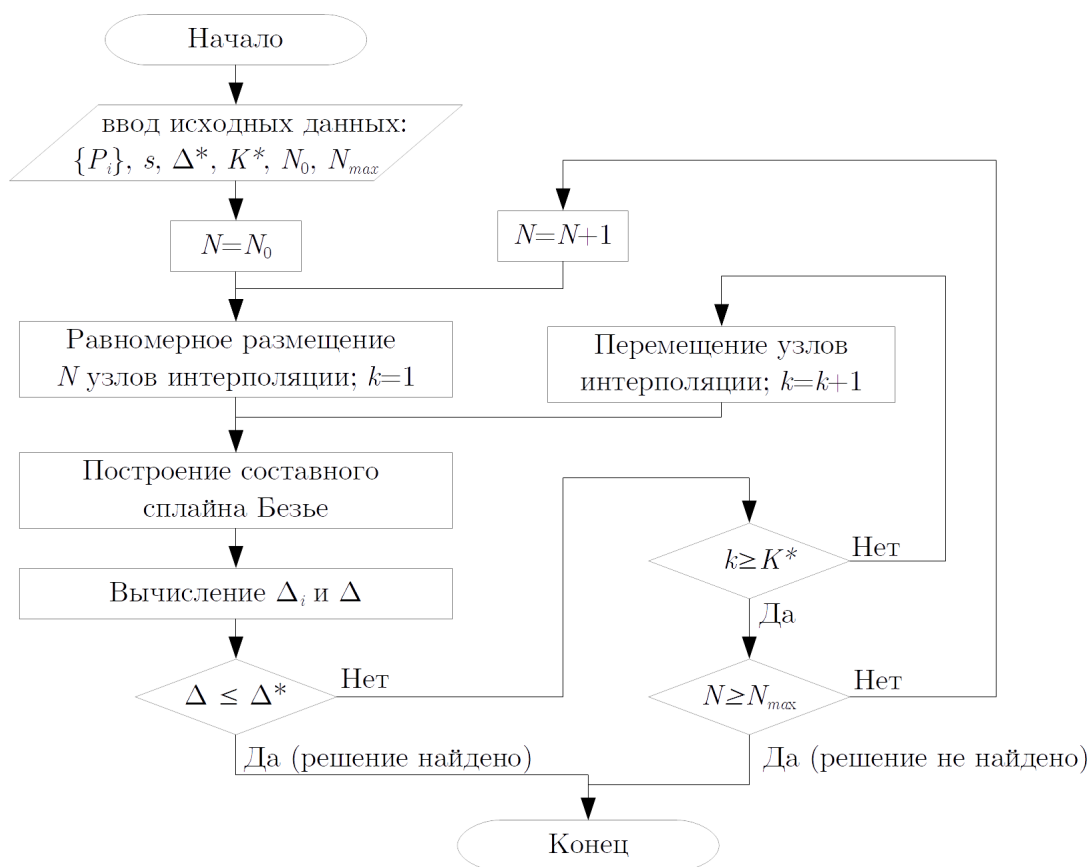 Начало
ввод исходных данных:
{P_i}, s, Δ*, K*, N_0, N_max
N=N_0
N=N+1
Равномерное размещение
N узлов интерполяции; k=1
Перемещение узлов
интерполяции; k=k+1
Построение составного
сплайна Безье
k≥K*
Нет
Вычисление Δ_i и Δ
Да
Δ ≤ Δ*
Нет
N≥N_max
Нет
Да (решение найдено)
Да (решение не найдено)
Конец